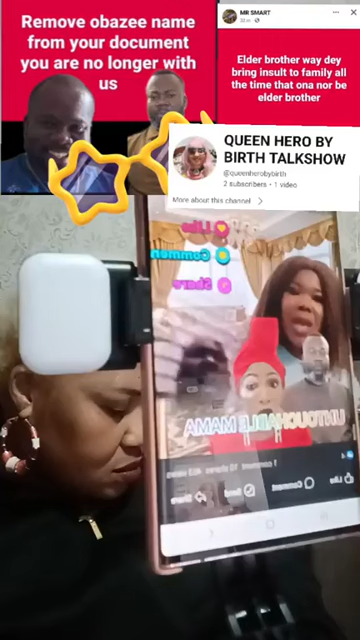 Remove obazee name
from your document
you are no longer with
us
MR SMART
Elder brother way dey
bring insult to family all
the time that ona nor be
elder brother
QUEEN HERO BY
BIRTH TALKSHOW
@queenherobybirth
2 subscribers • 1 video
More about this channel
Like
Commen
Share
UNTOUCHABLE MAMA
Like
Comment
Send
Share